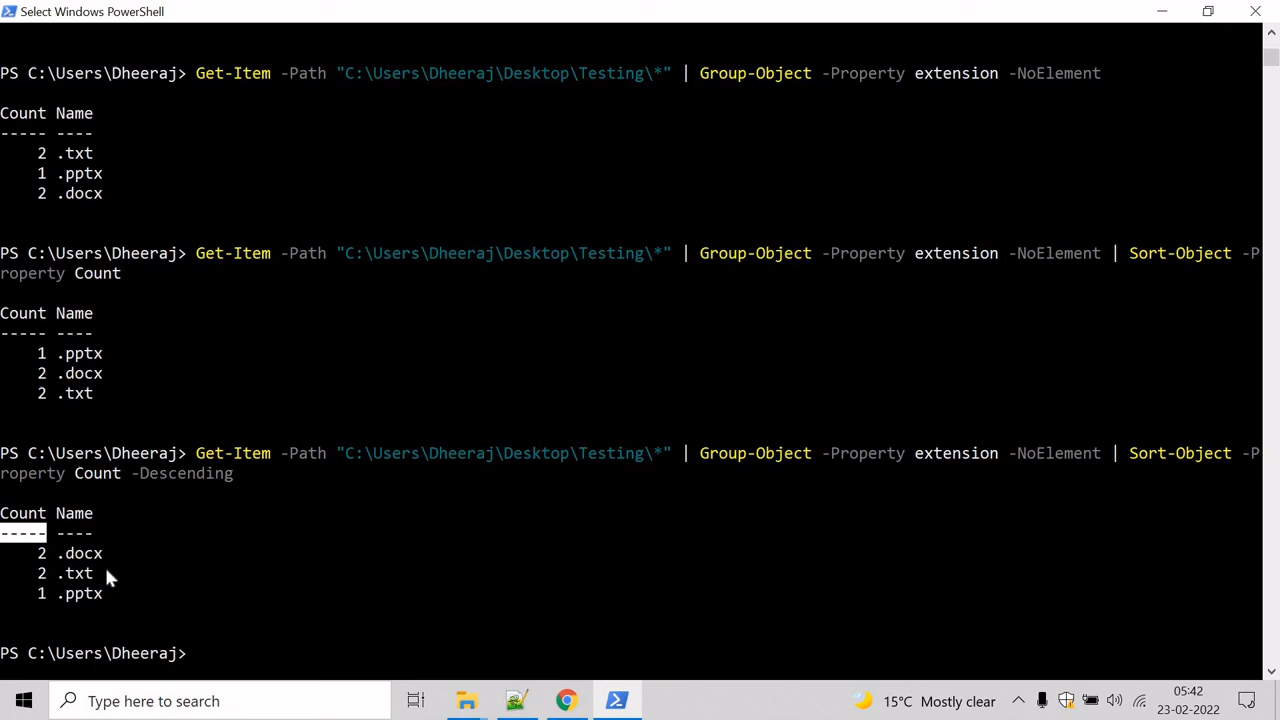 Select Windows PowerShell
PS C:\Users\Dheeraj> Get-Item -Path "C:\Users\Dheeraj\Desktop\Testing\*" | Group-Object -Property extension -NoElement
Count Name
----- ----
2 .txt
1 .pptx
2 .docx
PS C:\Users\Dheeraj> Get-Item -Path "C:\Users\Dheeraj\Desktop\Testing\*" | Group-Object -Property extension -NoElement | Sort-Object -P
roperty Count
Count Name
----- ----
1 .pptx
2 .docx
2 .txt
PS C:\Users\Dheeraj> Get-Item -Path "C:\Users\Dheeraj\Desktop\Testing\*" | Group-Object -Property extension -NoElement | Sort-Object -P
roperty Count -Descending
Count Name
----- ----
2 .docx
2 .txt
1 .pptx
PS C:\Users\Dheeraj>
Type here to search
15°C Mostly clear
05:42
23-02-2022